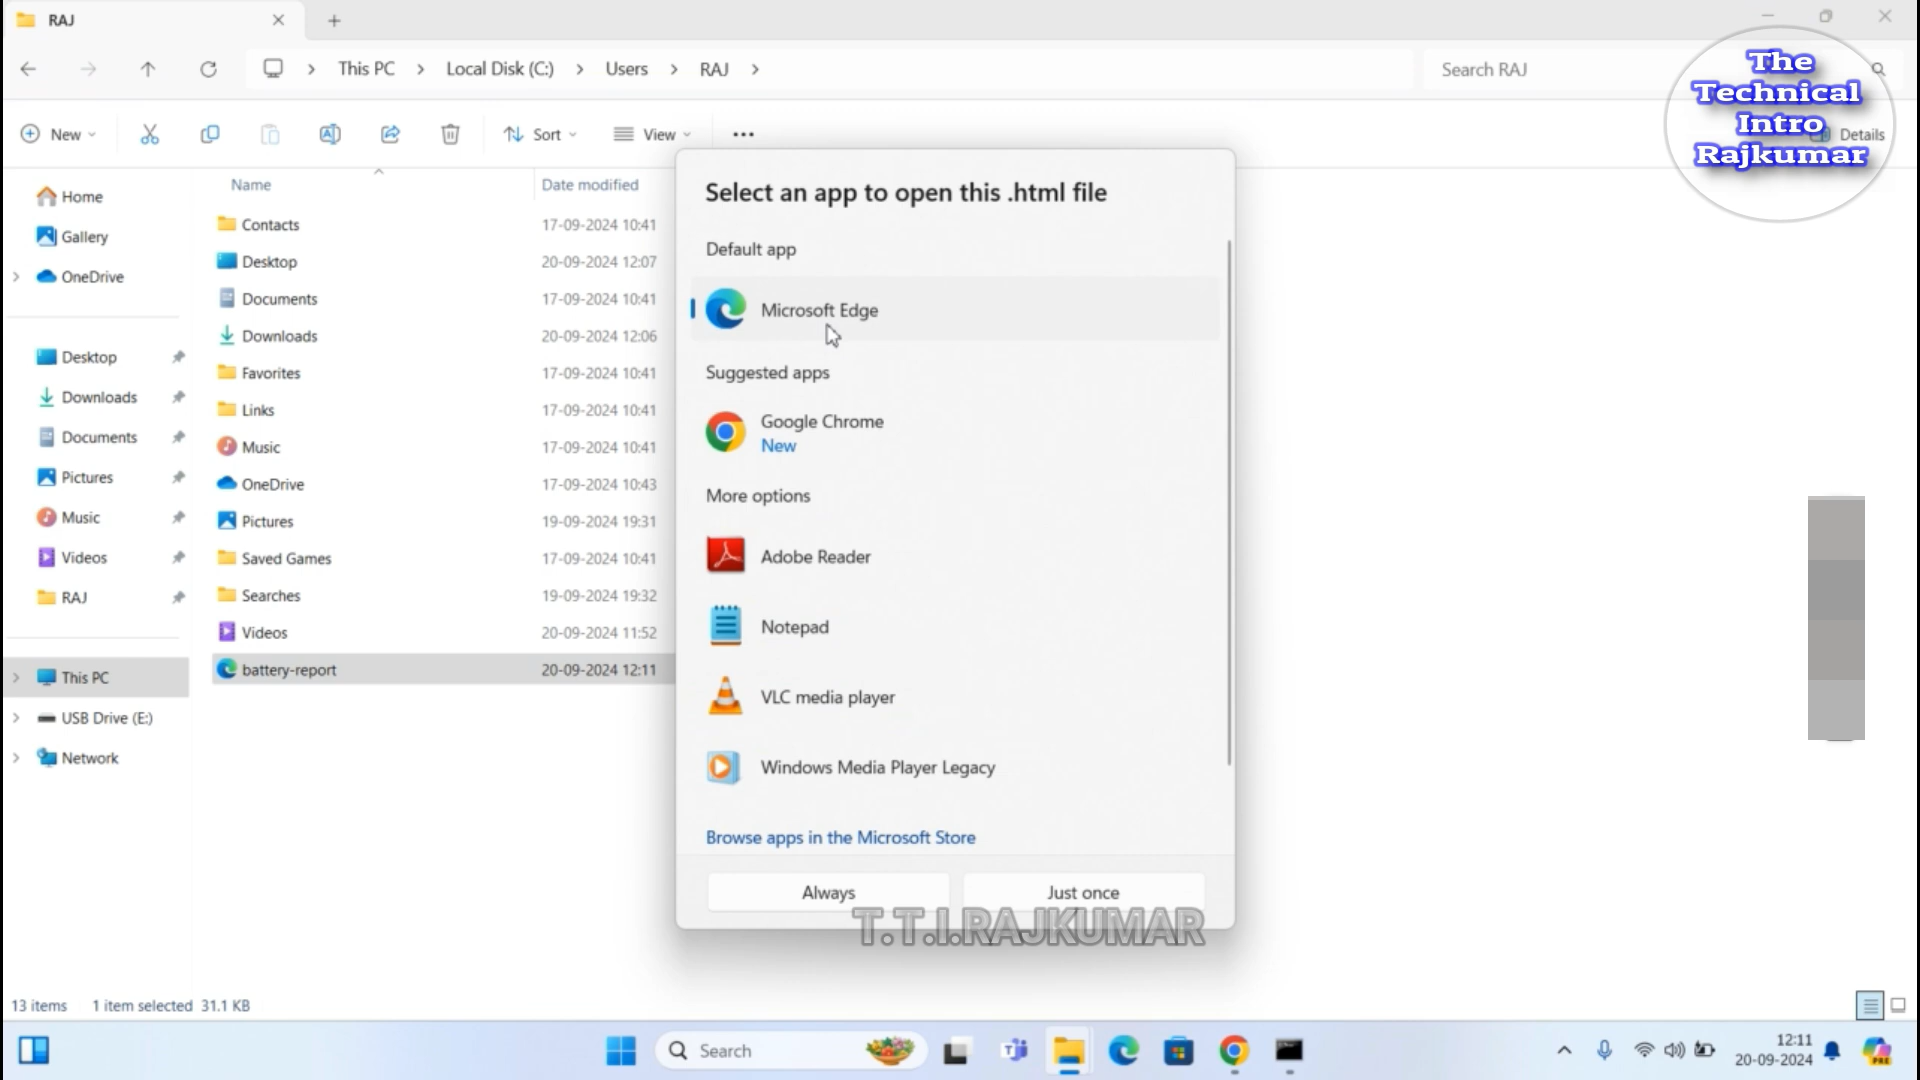 RAJ
This PC
Local Disk (C:)
Users
RAJ
Search RAJ
The
Technical
Intro
Rajkumar
New
Sort
View
Details
Home
Gallery
OneDrive
Desktop
Downloads
Documents
Pictures
Music
Videos
RAJ
This PC
USB Drive (E:)
Network
Name Date modified
Contacts 17-09-2024 10:41
Desktop 20-09-2024 12:07
Documents 17-09-2024 10:41
Downloads 20-09-2024 12:06
Favorites 17-09-2024 10:41
Links 17-09-2024 10:41
Music 17-09-2024 10:41
OneDrive 17-09-2024 10:43
Pictures 19-09-2024 19:31
Saved Games 17-09-2024 10:41
Searches 19-09-2024 19:32
Videos 20-09-2024 11:52
battery-report 20-09-2024 12:11
Select an app to open this .html file
Default app
Microsoft Edge
Suggested apps
Google Chrome
New
More options
Adobe Reader
Notepad
VLC media player
Windows Media Player Legacy
Browse apps in the Microsoft Store
Always Just once
T.T.I.RAJKUMAR
13 items 1 item selected 31.1 KB
Search
12:11
20-09-2024
PRE